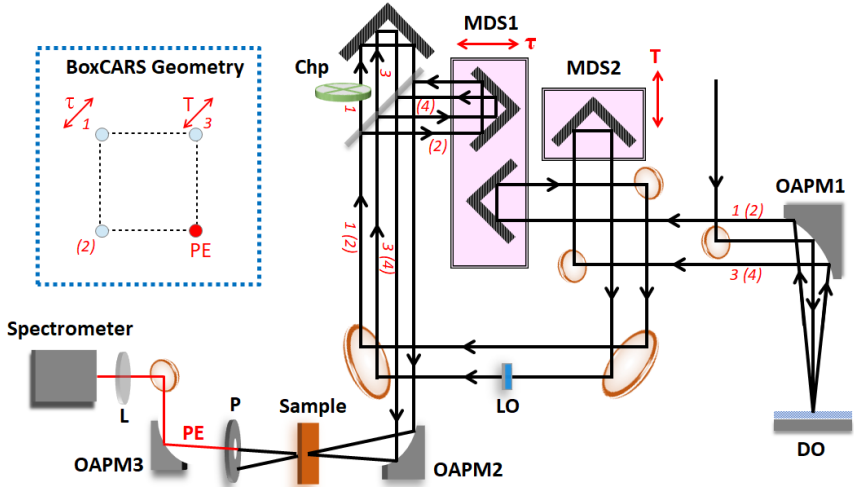 MDS1
τ
MDS2
T
BoxCARS Geometry
τ
1
T
3
(2)
PE
Chp
3
1
(4)
(2)
OAPM1
1 (2)
3 (4)
1 (2)
3 (4)
Spectrometer
L
P
Sample
LO
PE
OAPM3
OAPM2
DO